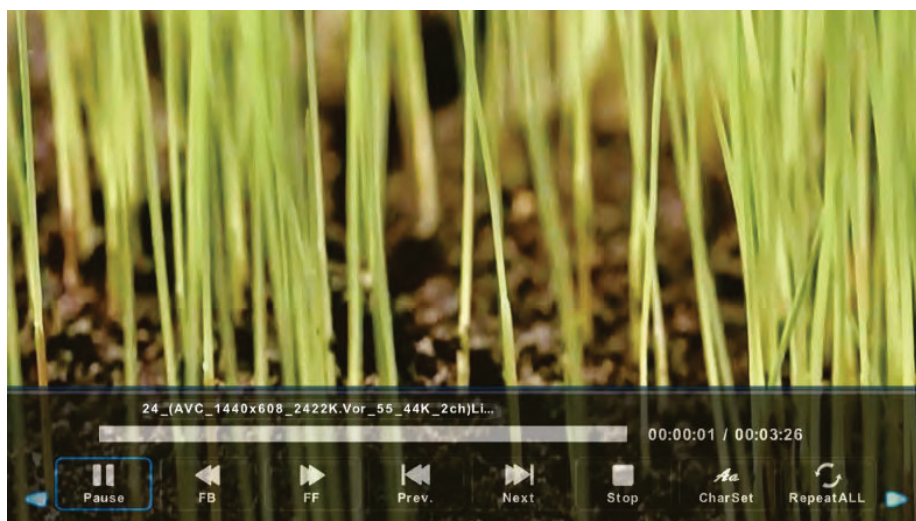 24_(AVC_1440x608_2422K.Vor_55_44K_2ch)Li...
00:00:01 / 00:03:26
Pause FB FF Prev. Next Stop CharSet RepeatALL